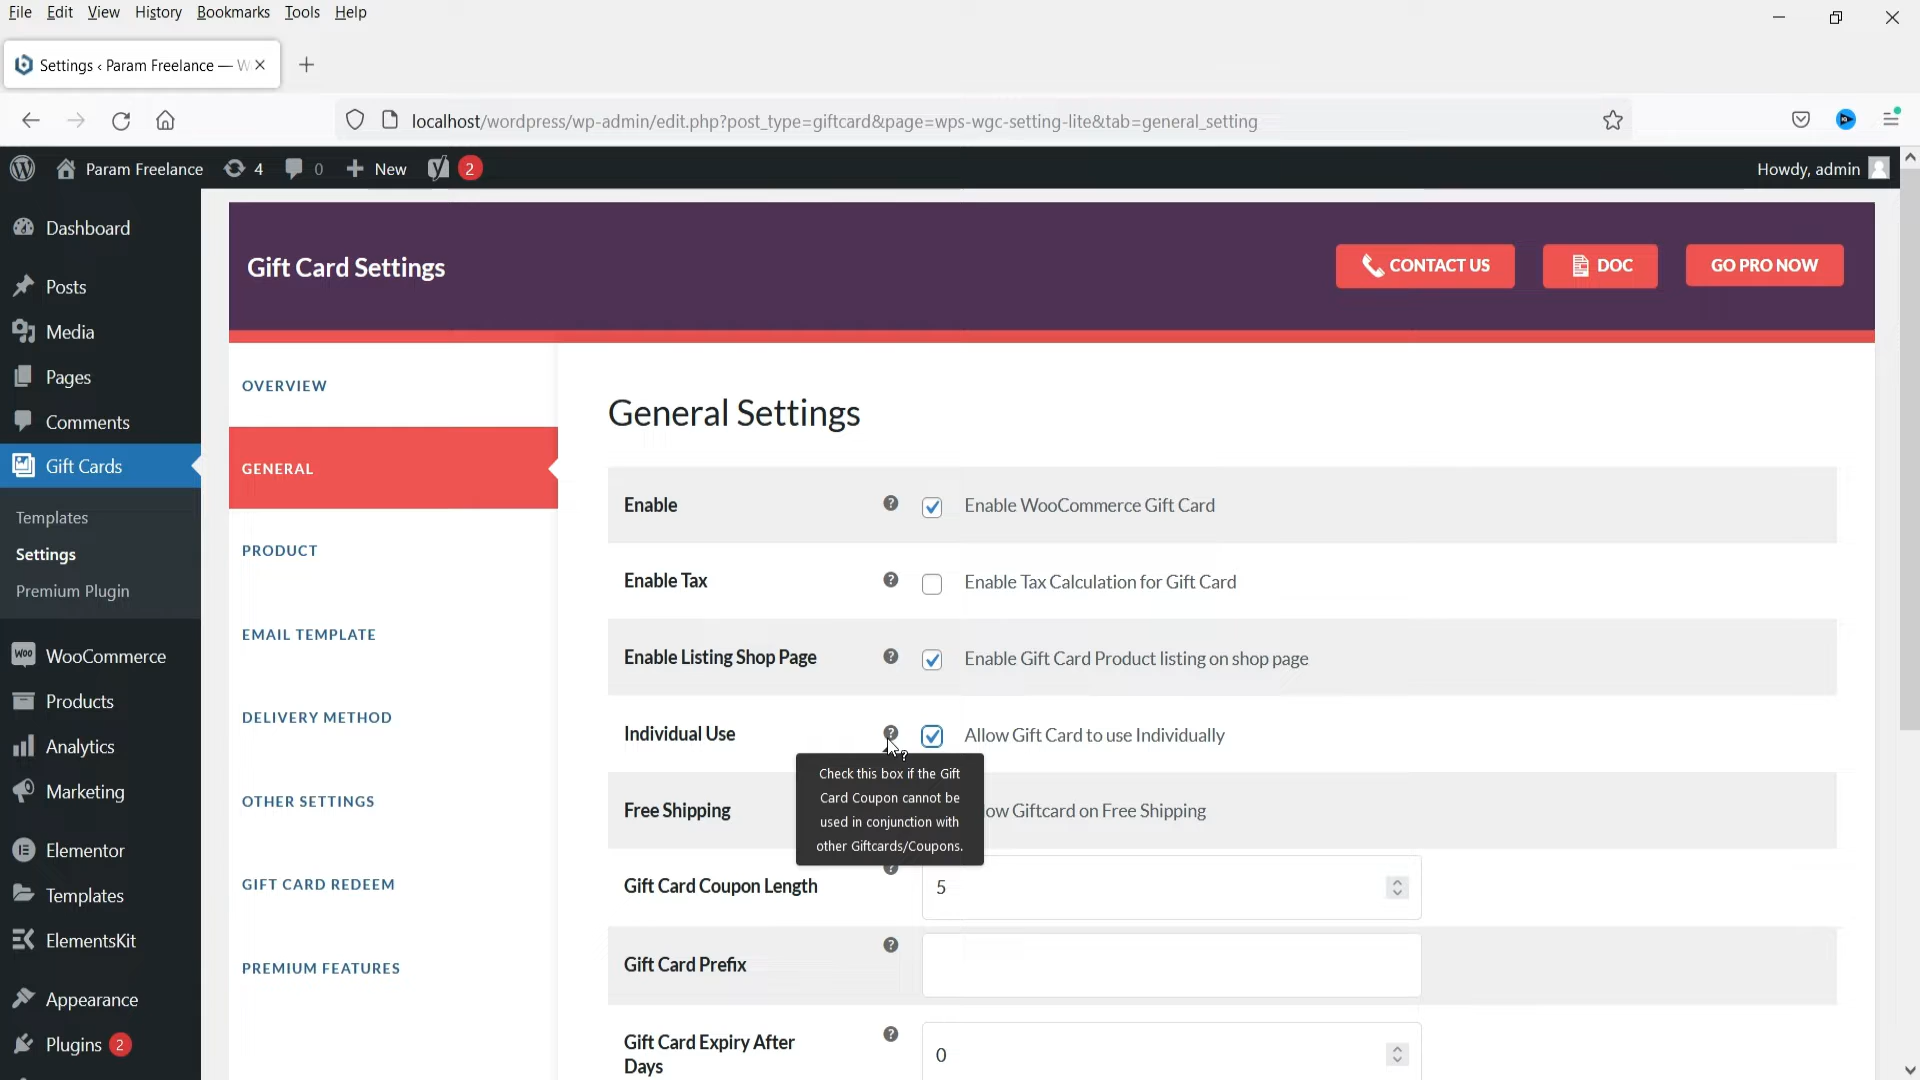 File Edit View History Bookmarks Tools Help
Settings ‹ Param Freelance — W
localhost/wordpress/wp-admin/edit.php?post_type=giftcard&page=wps-wgc-setting-lite&tab=general_setting
Param Freelance 4 0 New 2 Howdy, admin
Dashboard
Posts
Media
Pages
Comments
Gift Cards
Templates
Settings
Premium Plugin
WooCommerce
Products
Analytics
Marketing
Elementor
Templates
ElementsKit
Appearance
Plugins 2
Gift Card Settings
CONTACT US DOC GO PRO NOW
OVERVIEW
GENERAL
PRODUCT
EMAIL TEMPLATE
DELIVERY METHOD
OTHER SETTINGS
GIFT CARD REDEEM
PREMIUM FEATURES
General Settings
Enable ? Enable WooCommerce Gift Card
Enable Tax ? Enable Tax Calculation for Gift Card
Enable Listing Shop Page ? Enable Gift Card Product listing on shop page
Individual Use ? Allow Gift Card to use Individually
Check this box if the Gift
Card Coupon cannot be
used in conjunction with
other Giftcards/Coupons.
Free Shipping ow Giftcard on Free Shipping
Gift Card Coupon Length ? 5
Gift Card Prefix ?
Gift Card Expiry After ? 0
Days